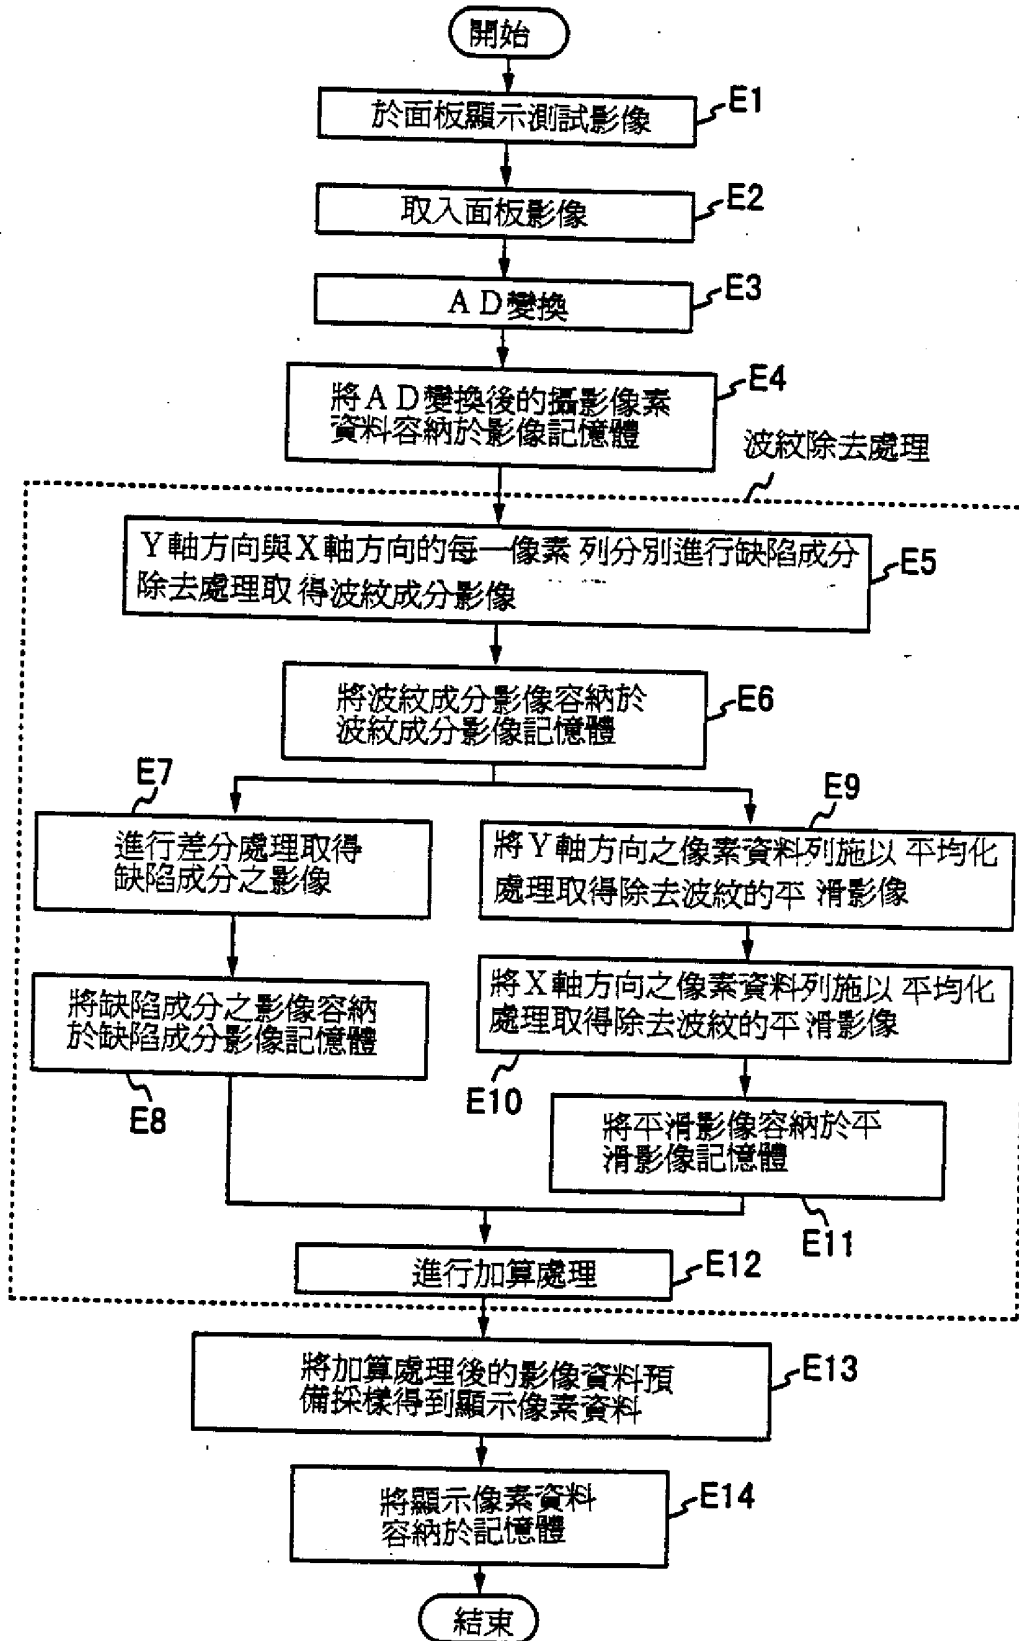 開始
於面板顯示測試影像
E1
取入面板影像
E2
ＡＤ變換
E3
將ＡＤ變換後的攝影像素
資料容納於影像記憶體
E4
波紋除去處理
Ｙ軸方向與Ｘ軸方向的每一像素 列分別進行缺陷成分
除去處理取 得波紋成分影像
E5
將波紋成分影像容納於
波紋成分影像記憶體
E6
E7
進行差分處理取得
缺陷成分之影像
E9
將Ｙ軸方向之像素資料列施以 平均化
處理取得除去波紋的平 滑影像
將缺陷成分之影像容納
於缺陷成分影像記憶體
E8
將Ｘ軸方向之像素資料列施以 平均化
處理取得除去波紋的平 滑影像
E10
將平滑影像容納於平
滑影像記憶體
E11
進行加算處理
E12
將加算處理後的影像資料預
備採樣得到顯示像素資料
E13
將顯示像素資料
容納於記憶體
E14
結束